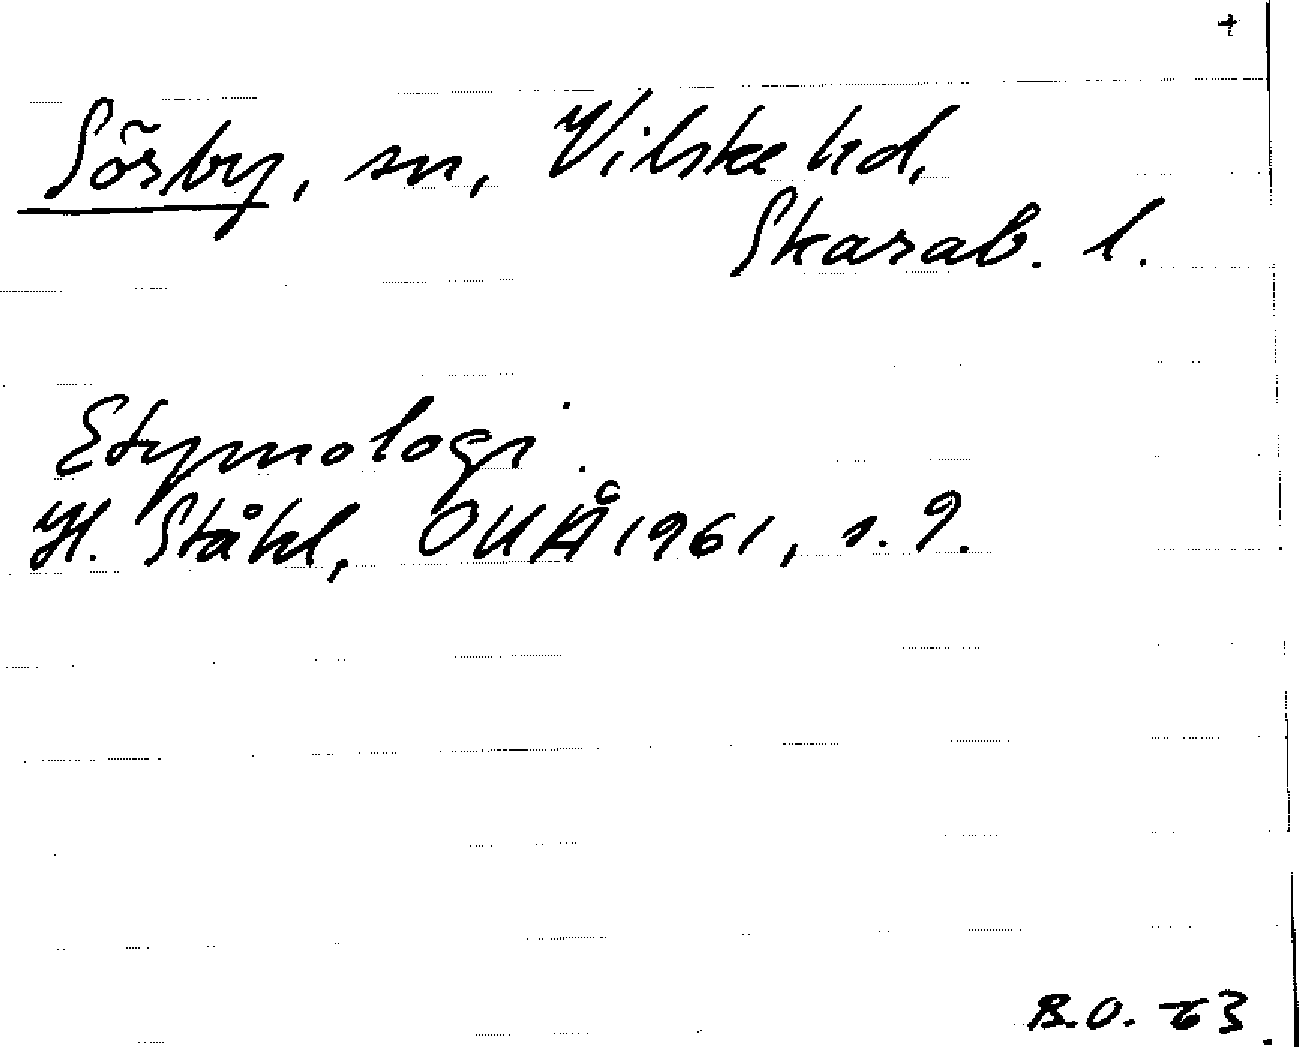 +
Sörby, sn, Vilske hd,
Skarab. l.
Etymologi.
H. Ståhl, OUÅ 1961, s. 9.
B.O. 63